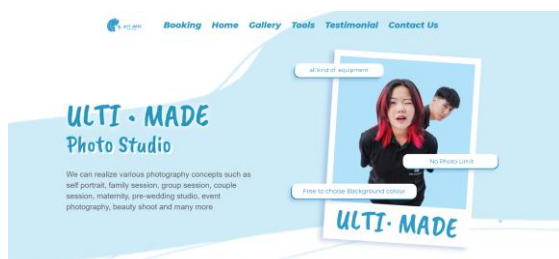 Booking Home Gallery Tools Testimonial Contact Us
all kind of equipment
ULTI • MADE
Photo Studio
We can realize various photography concepts such as
self portrait, family session, group session, couple
session, maternity, pre-wedding studio, event
photography, beauty shoot and many more
No Photo Limit
Free to choose Background colour
ULTI• MADE